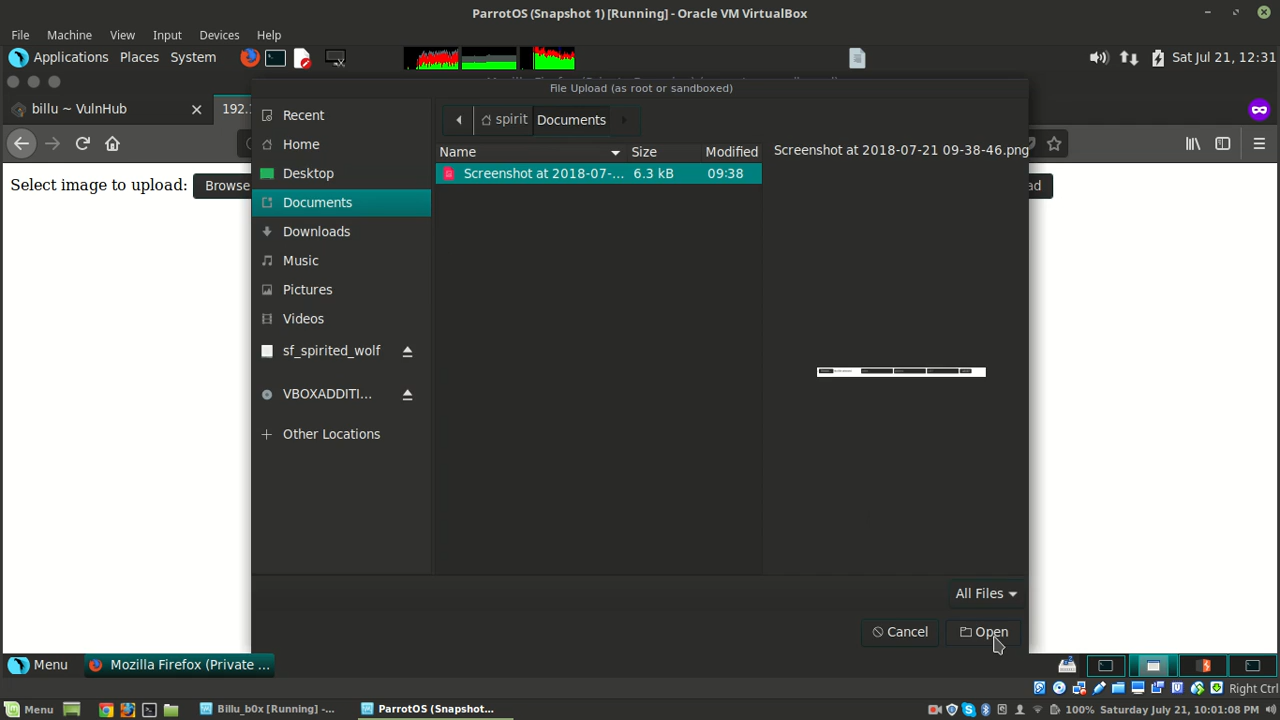 ParrotOS (Snapshot 1) [Running] - Oracle VM VirtualBox
File Machine View Input Devices Help
Applications Places System Sat Jul 21, 12:31
File Upload (as root or sandboxed)
billu ~ VulnHub 192.
Recent
spirit Documents
Home
Name Size Modified
Screenshot at 2018-07-21 09-38-46.png
Desktop
Screenshot at 2018-07-... 6.3 kB 09:38
Select image to upload: Browse
ad
Documents
Downloads
Music
Pictures
Videos
sf_spirited_wolf
VBOXADDITI...
Other Locations
All Files
Cancel Open
Menu Mozilla Firefox (Private ...
Right Ctrl
Menu Billu_b0x [Running] -... ParrotOS (Snapshot... 100% Saturday July 21, 10:01:08 PM